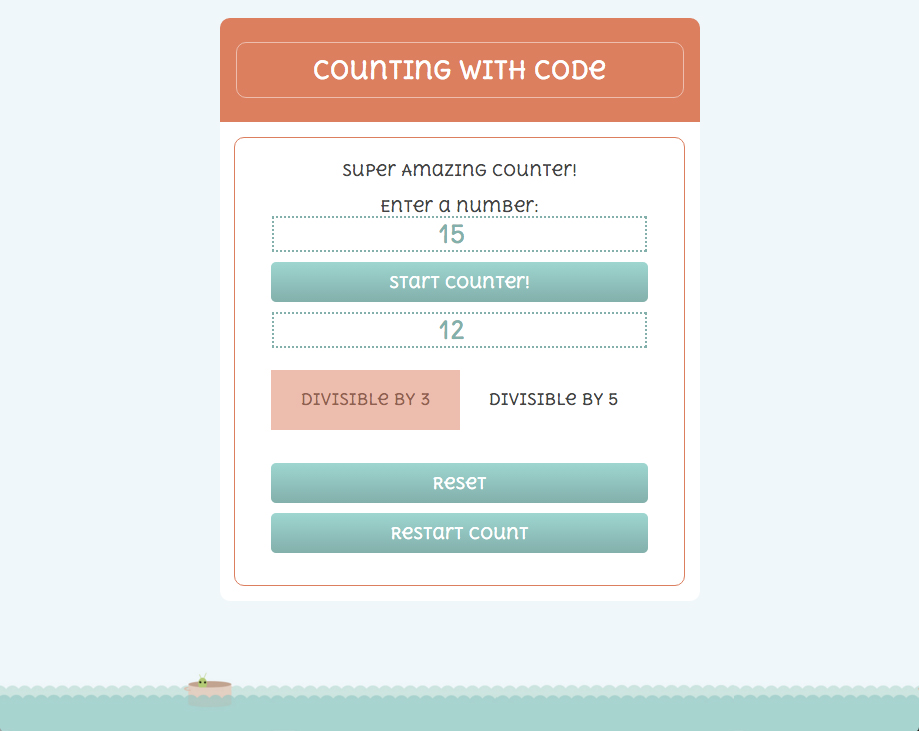 Counting with Code
Super Amazing Counter!
Enter a number:
15
Start Counter!
12
Divisible by 3
Divisible by 5
Reset
Restart Count